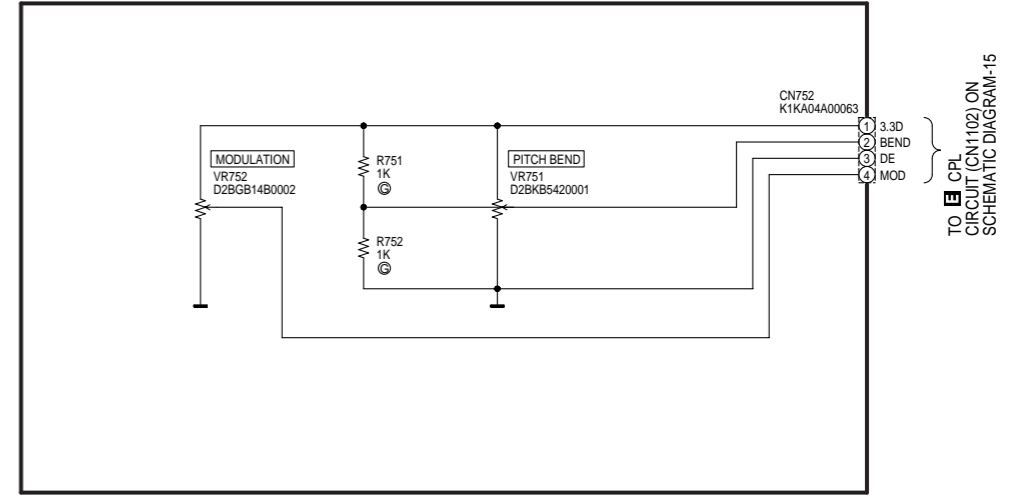 CN752
K1KA04A00063
1 3.3D
2 BEND
3 DE
4 MOD
MODULATION
VR752
D2BGB14B0002
R751
1K
G
PITCH BEND
VR751
D2BKB5420001
R752
1K
G
TO E CPL
CIRCUIT (CN1102) ON
SCHEMATIC DIAGRAM-15